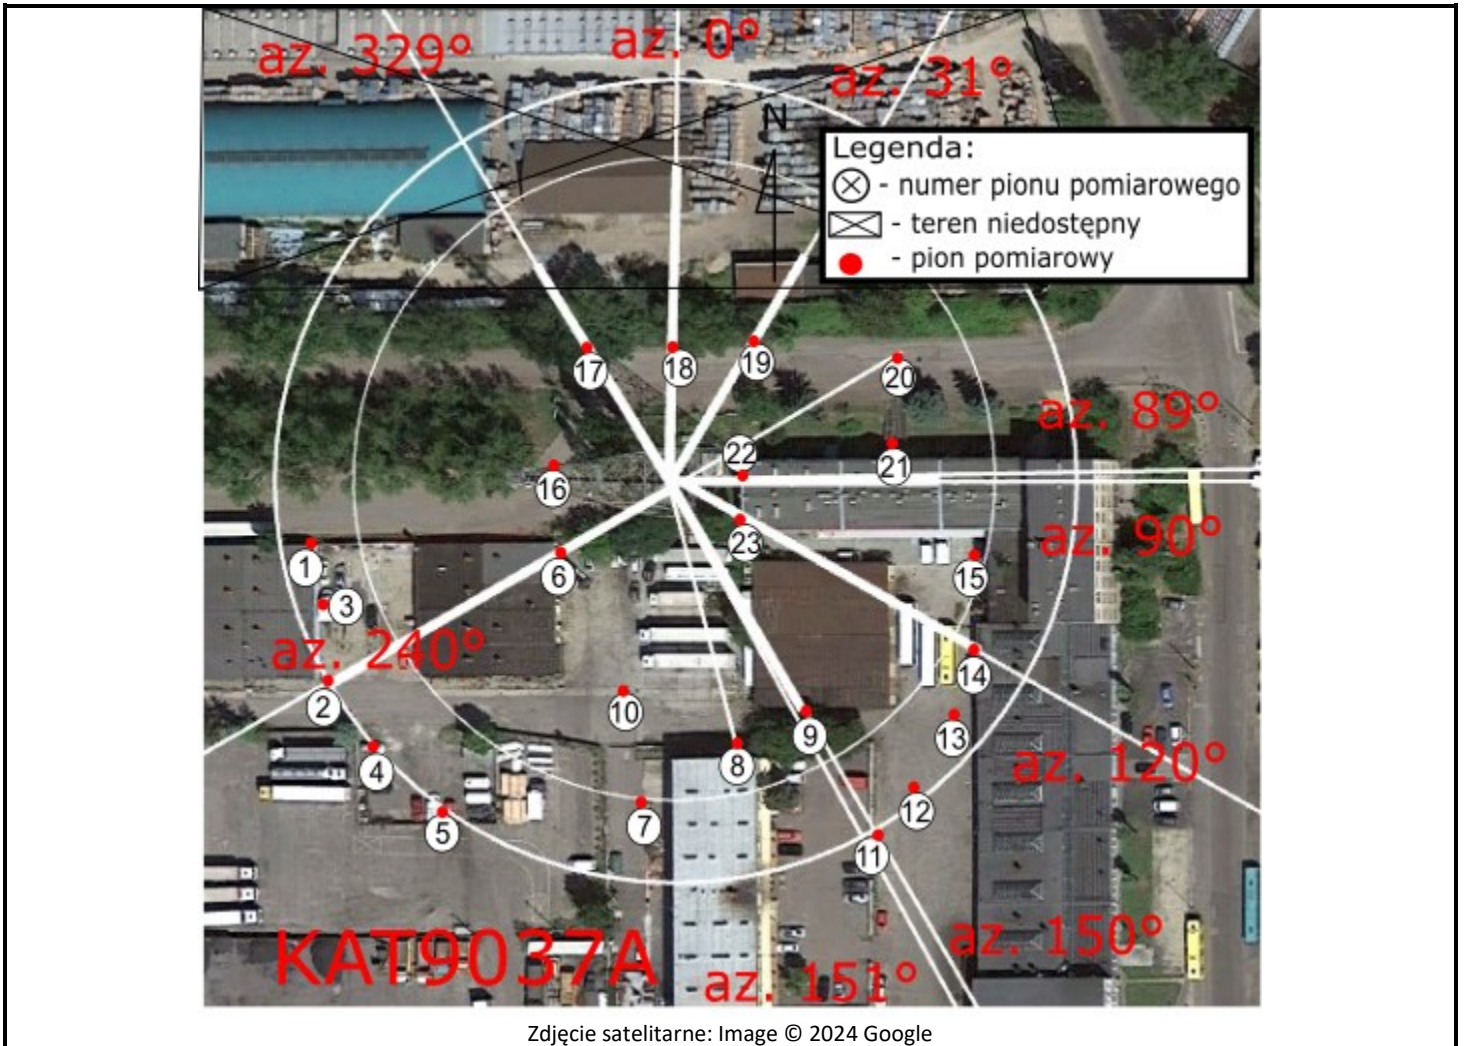 az. 329°
az. 0°
az. 31°
N
Legenda:
- numer pionu pomiarowego
- teren niedostępny
- pion pomiarowy
17
18
19
20
az. 89°
22
21
16
23
az. 90°
1
6
15
3
az. 240°
14
2
10
9
13
8
4
az. 120°
12
7
5
11
az. 150°
KAT9037A
az. 151°
Zdjęcie satelitarne: Image © 2024 Google